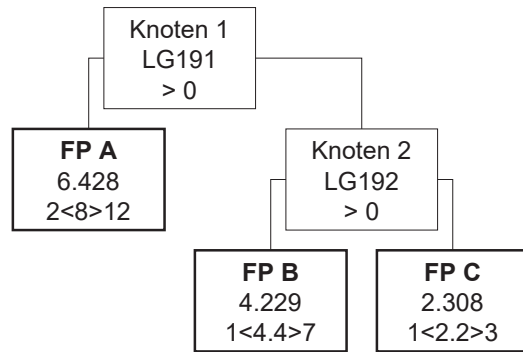 Knoten 1
LG191
> 0
FP A
6.428
2<8>12
Knoten 2
LG192
> 0
FP B
4.229
1<4.4>7
FP C
2.308
1<2.2>3